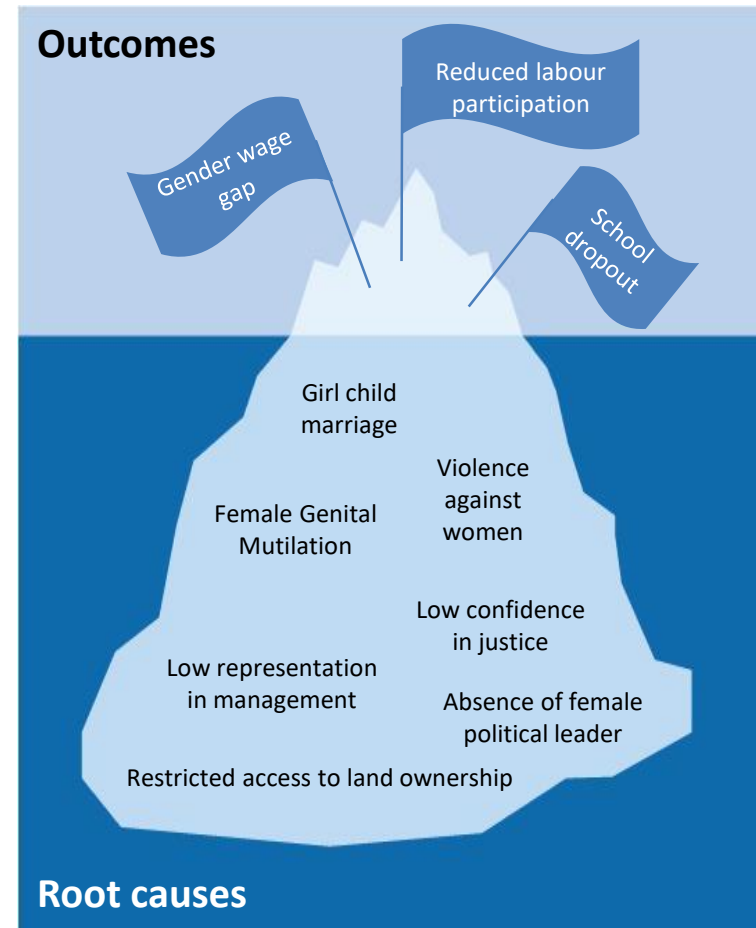 Outcomes
Reduced labour
participation
Gender wage
gap
School
dropout
Girl child
marriage
Violence
against
women
Female Genital
Mutilation
Low confidence
in justice
Low representation
in management
Absence of female
political leader
Restricted access to land ownership
Root causes